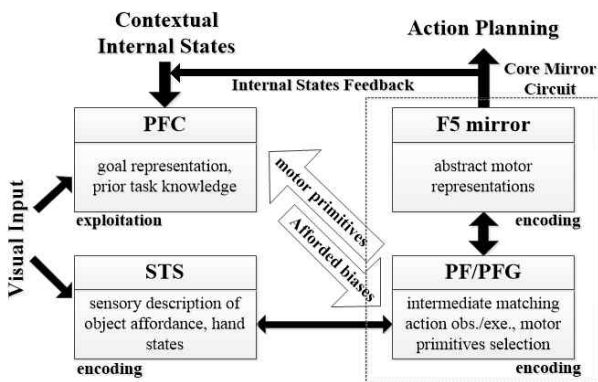 Contextual
Internal States
Action Planning
Internal States Feedback
Core Mirror
Circuit
PFC
goal representation,
prior task knowledge
exploitation
F5 mirror
abstract motor
representations
encoding
motor primitives
Afforded biases
Visual Input
STS
sensory description of
object affordance, hand
states
encoding
PF/PFG
intermediate matching
action obs./exe., motor
primitives selection
encoding